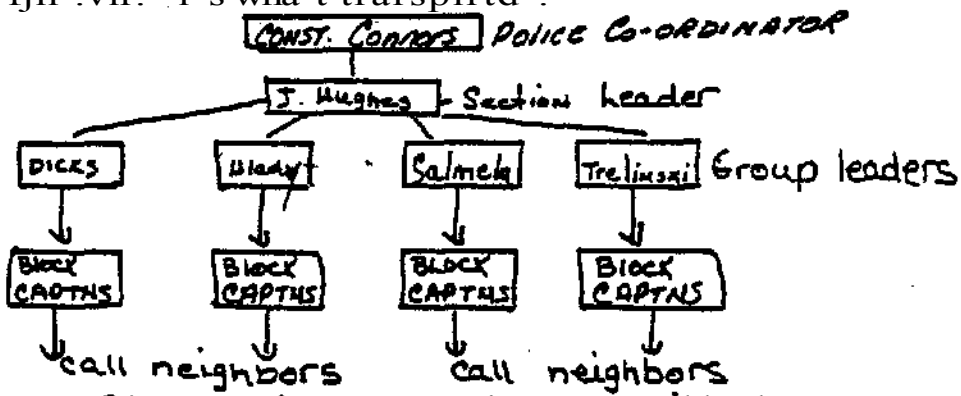 CONST. Connors POLICE CO-ORDINATOR
J. Hughes - Section Leader
DICKS Salmela Trelinski Group leaders
Block CAPTNS Block CAPTNS BLOCK CAPTNS Block CAPTNS
call neighbors call neighbors